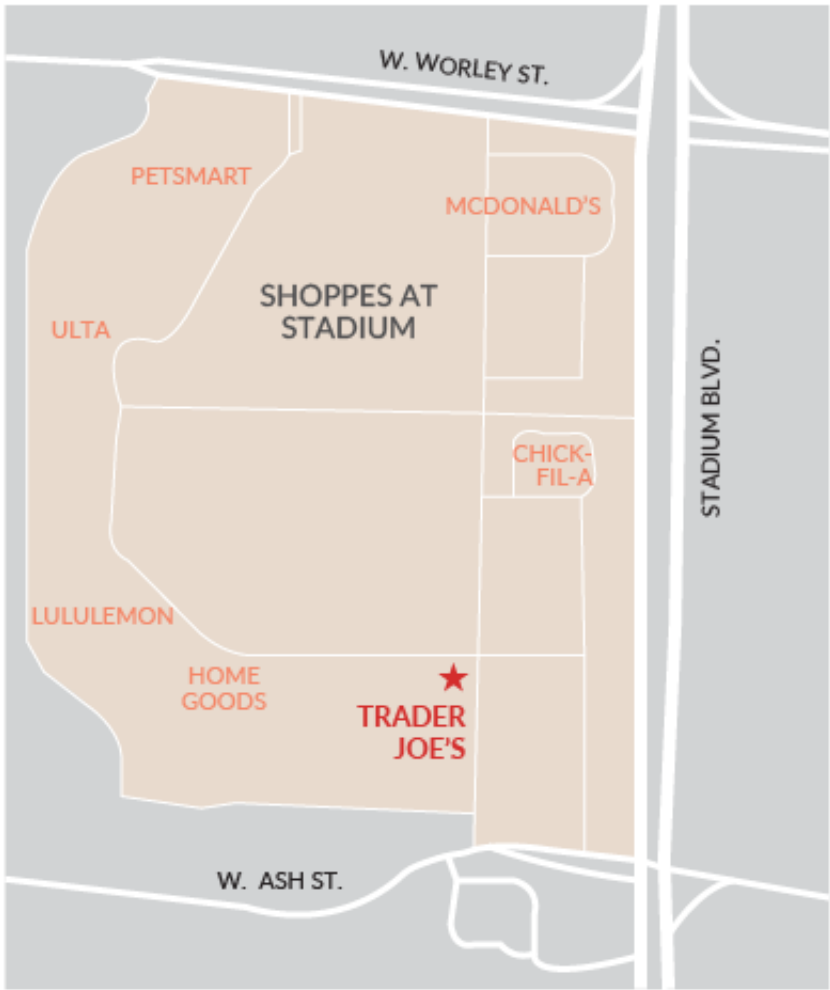 W. WORLEY ST.
PETSMART
MCDONALD'S
SHOPPES AT
STADIUM
ULTA
STADIUM BLVD.
CHICK-
FIL-A
LULULEMON
HOME
GOODS
TRADER
JOE'S
W. ASH ST.